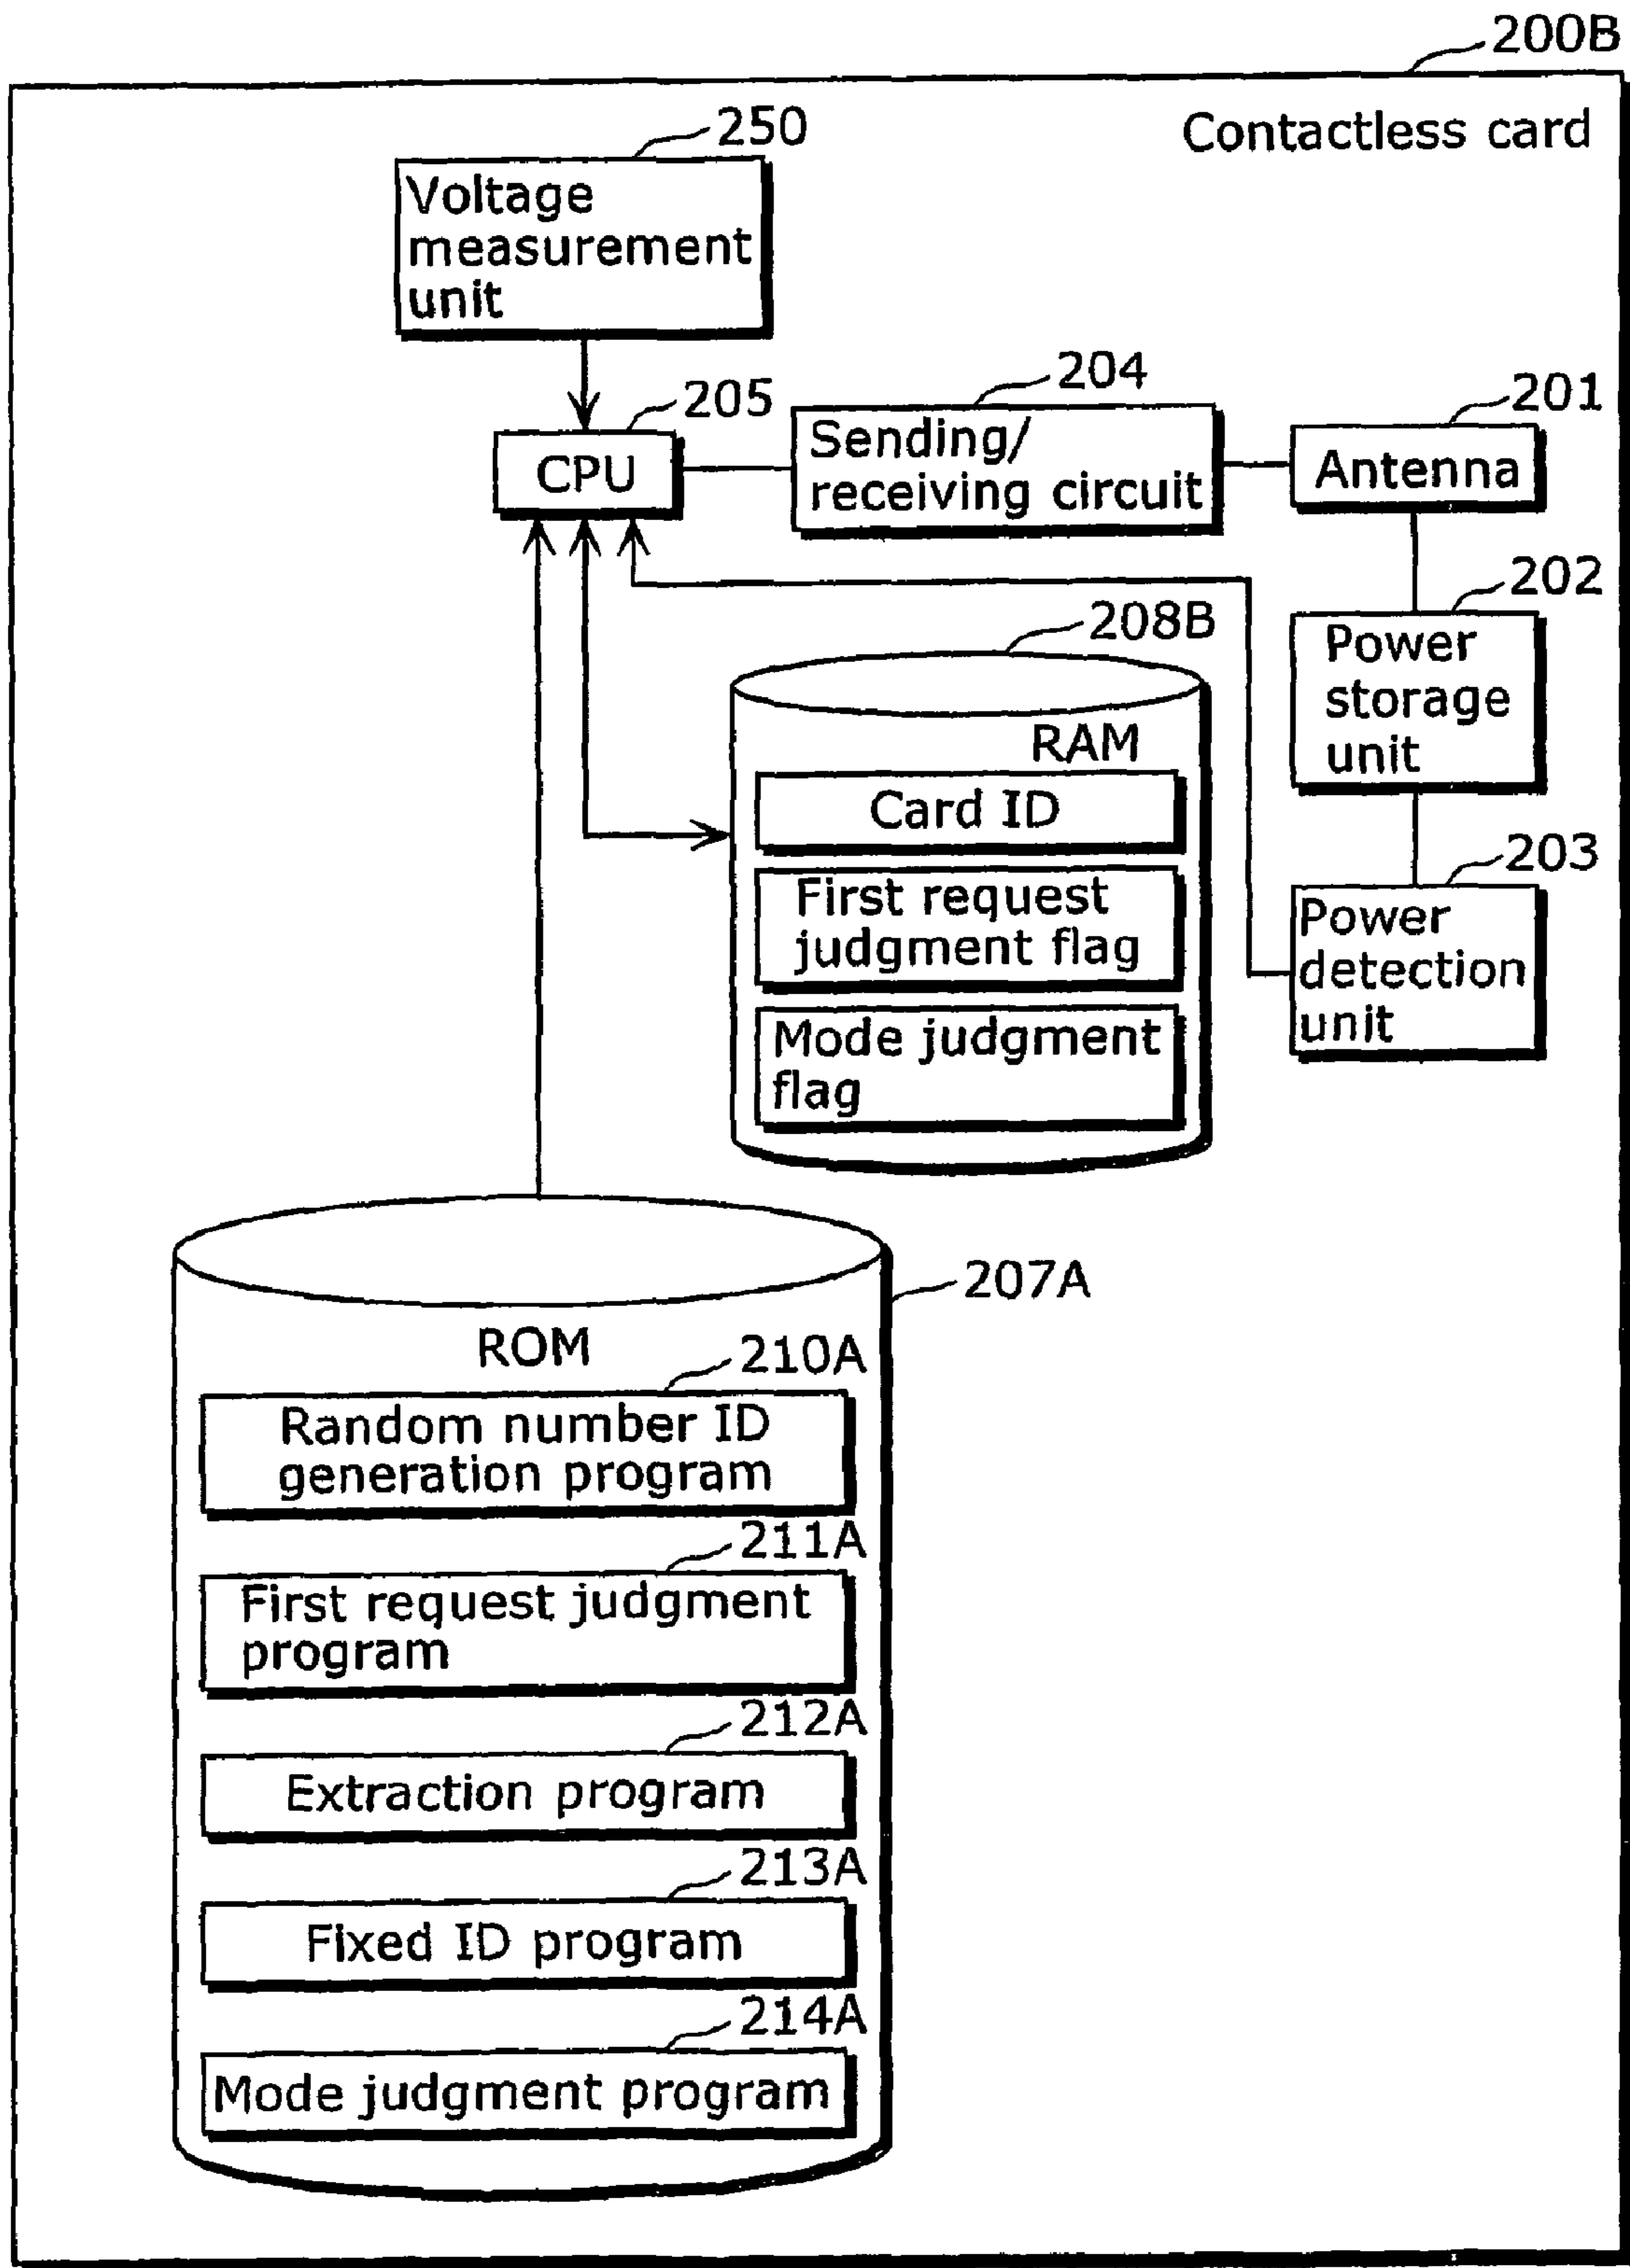 200B
Contactless card
250
Voltage
measurement
unit
205
CPU
204
Sending/
receiving circuit
201
Antenna
202
Power
storage
unit
208B
RAM
Card ID
First request
judgment flag
Mode judgment
flag
203
Power
detection
unit
207A
ROM
210A
Random number ID
generation program
211A
First request judgment
program
212A
Extraction program
213A
Fixed ID program
214A
Mode judgment program